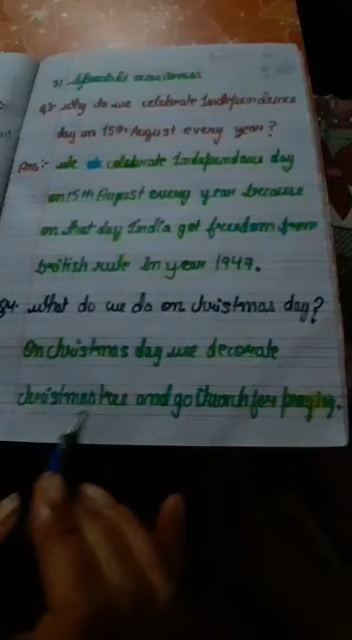 Q3 Why do we celebrate Independence
day on 15th August every year?
Ans:- we celebrate Independance day
on 15th August every year because
on that day India got freedom from
british rule In year 1947.
Q4. What do we do on christmas day?
On christmas day we decorate
christmas tree and go Church for praying.